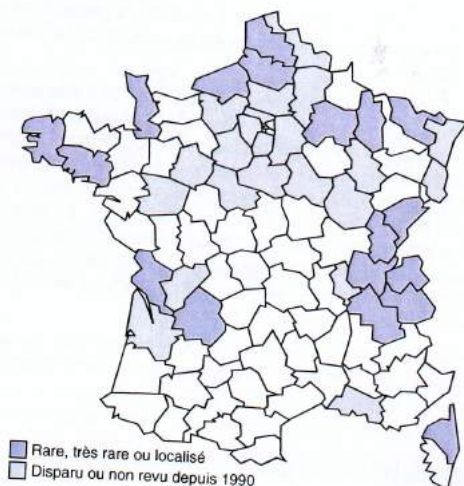 Rare, très rare ou localisé
Disparu ou non revu depuis 1990